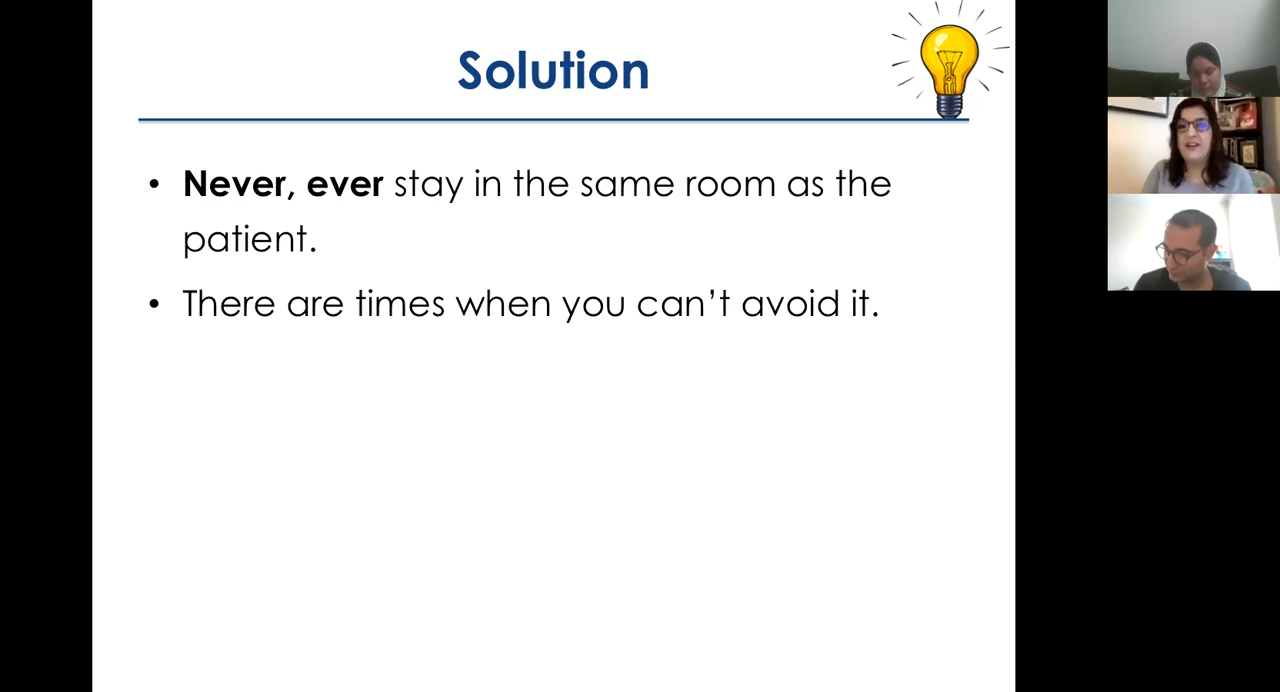 Solution
• Never, ever stay in the same room as the
patient.
• There are times when you can’t avoid it.